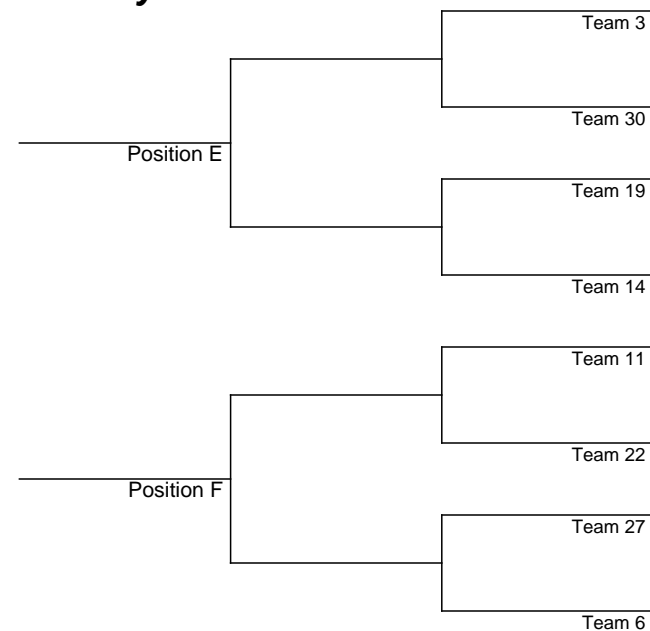 Team 3
Team 30
Position E
Team 19
Team 14
Team 11
Team 22
Position F
Team 27
Team 6